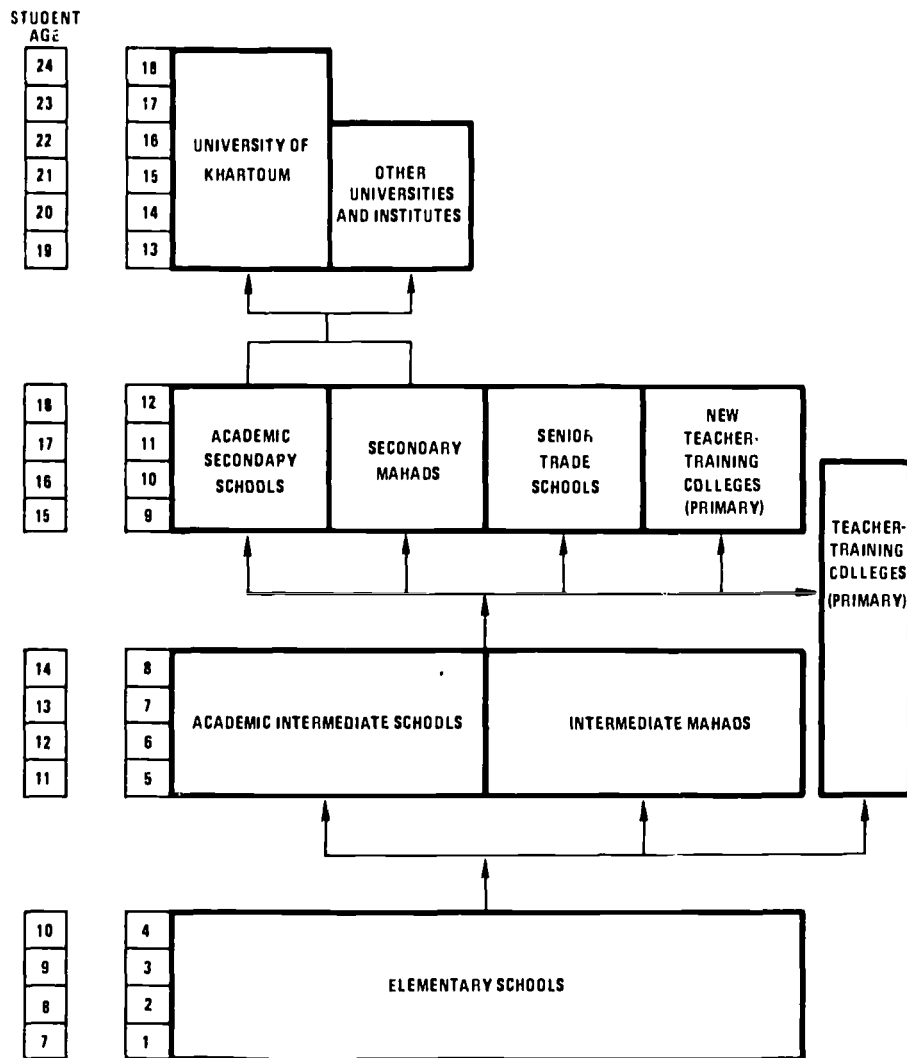 STUDENT
AGE
24 18
23 17
22 16
21 15
20 14
19 13
UNIVERSITY OF
KHARTOUM
OTHER
UNIVERSITIES
AND INSTITUTES
18 12
17 11
16 10
15 9
ACADEMIC
SECONDAPY
SCHOOLS
SECONDARY
MAHADS
SENIOR
TRADE
SCHOOLS
NEW
TEACHER-
TRAINING
COLLEGES
(PRIMARY)
TEACHER-
TRAINING
COLLEGES
(PRIMARY)
14 8
13 7
12 6
11 5
ACADEMIC INTERMEDIATE SCHOOLS
INTERMEDIATE MAHADS
10 4
9 3
8 2
7 1
ELEMENTARY SCHOOLS